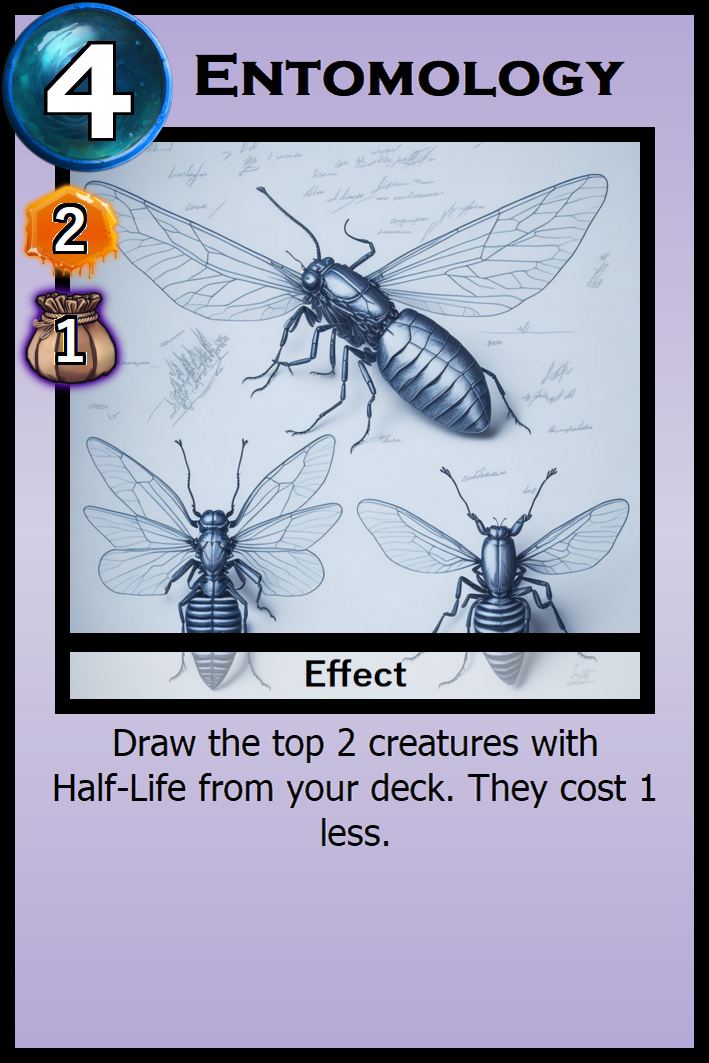 4
Entomology
2
1
Effect
Draw the top 2 creatures with
Half-Life from your deck. They cost 1
less.